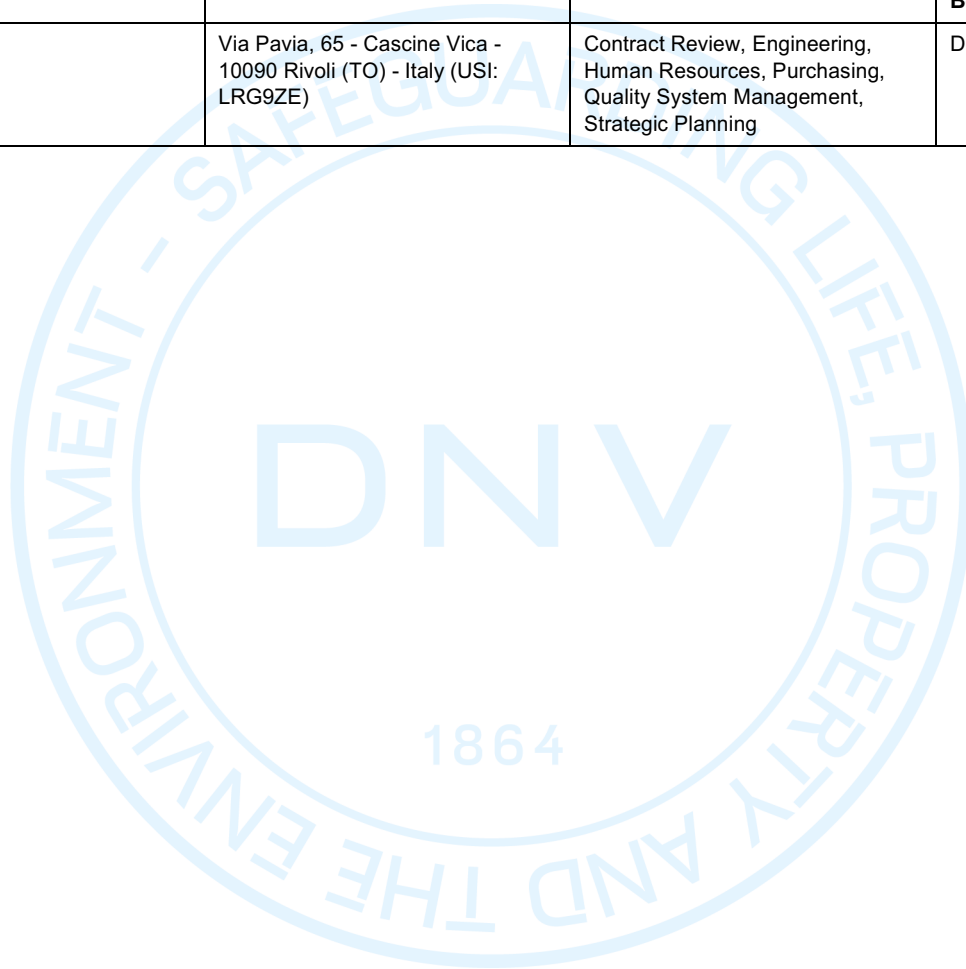 B
Via Pavia, 65 - Cascine Vica -
10090 Rivoli (TO) - Italy (USI:
LRG9ZE)
Contract Review, Engineering,
Human Resources, Purchasing,
Quality System Management,
Strategic Planning
D
SAFEGUARDING LIFE, PROPERTY AND THE ENVIRONMENT -
DNV
1864